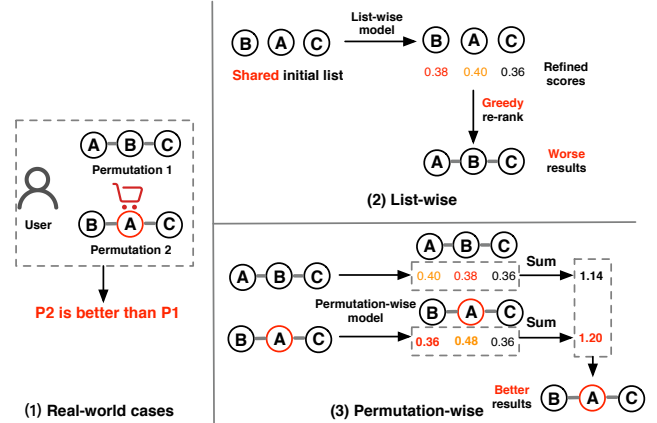 A B C
Permutation 1
User
B A C
Permutation 2
P2 is better than P1
(1) Real-world cases
B A C
List-wise
model
B A C
Shared initial list
0.38 0.40 0.36
Refined
scores
Greedy
re-rank
A B C
Worse
results
(2) List-wise
A B C
A B C
0.40 0.38 0.36
Sum
1.14
Permutation-wise
model
B A C
B A C
0.36 0.48 0.36
Sum
1.20
Better
results
B A C
(3) Permutation-wise